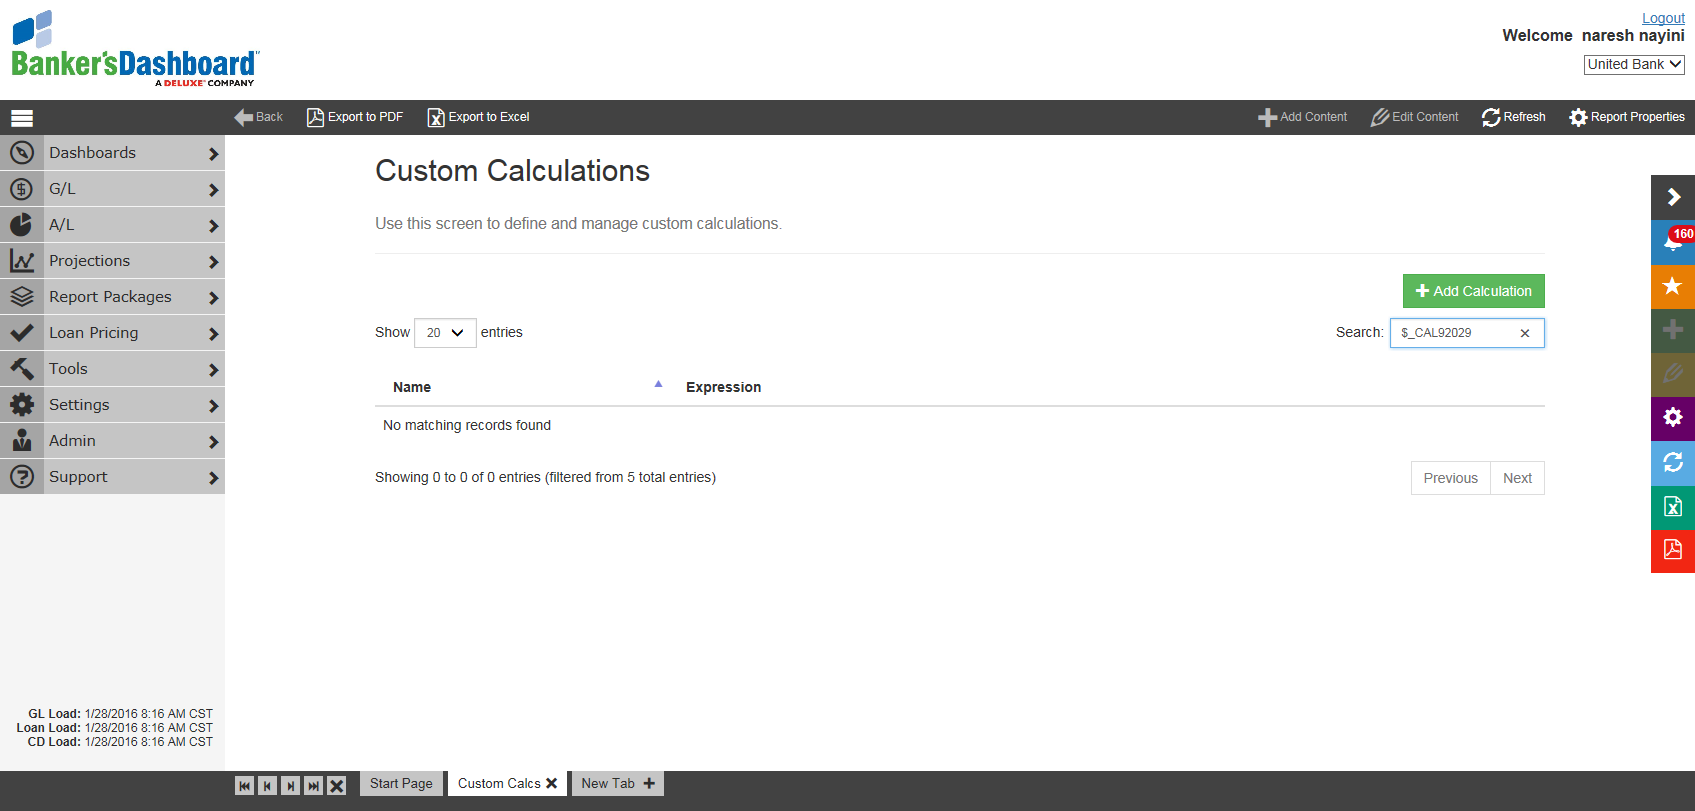 Banker'sDashboard
A DELUXE COMPANY
Logout
Welcome naresh nayini
United Bank
Back
Export to PDF
Export to Excel
Add Content
Edit Content
Refresh
Report Properties
Dashboards
G/L
A/L
Projections
Report Packages
Loan Pricing
Tools
Settings
Admin
Support
GL Load: 1/28/2016 8:16 AM CST
Loan Load: 1/28/2016 8:16 AM CST
CD Load: 1/28/2016 8:16 AM CST
Custom Calculations
Use this screen to define and manage custom calculations.
Add Calculation
Show 20 entries
Search: $_CAL92029
Name Expression
No matching records found
Showing 0 to 0 of 0 entries (filtered from 5 total entries)
Previous Next
160
Start Page
Custom Calcs
New Tab